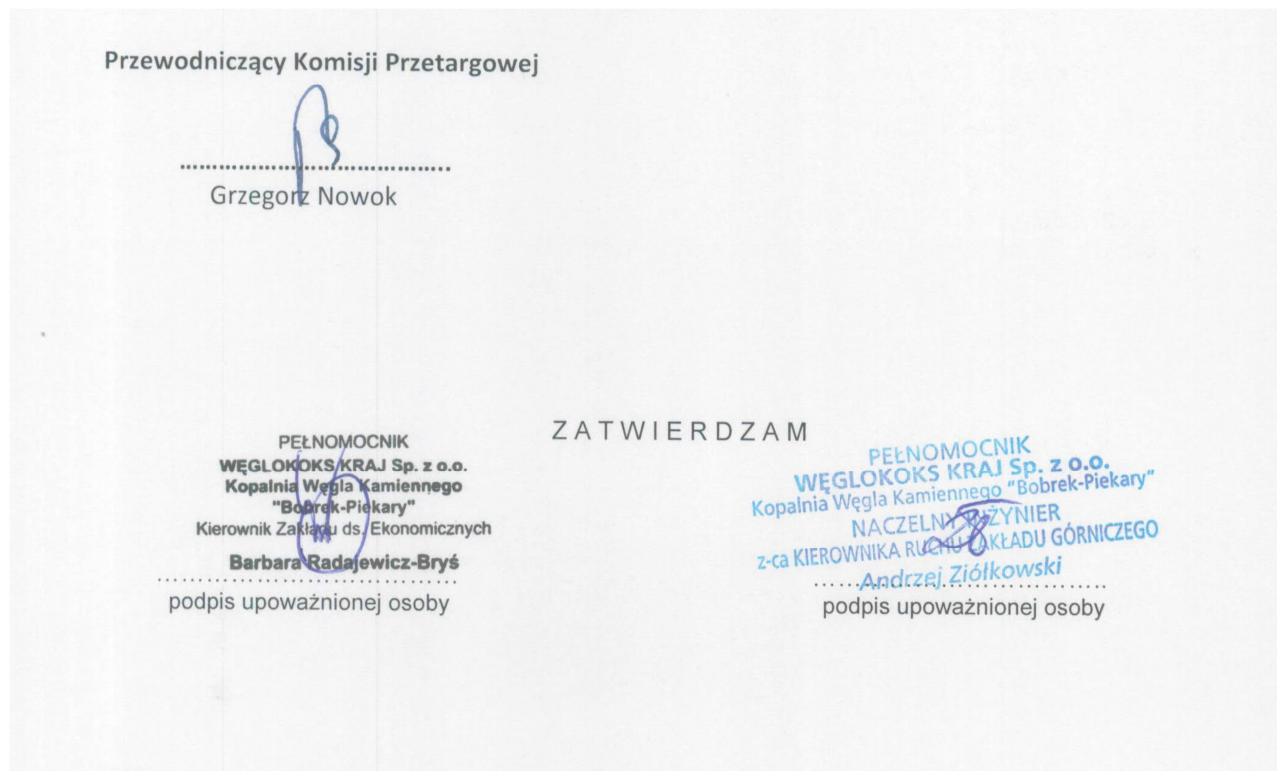 Przewodniczący Komisji Przetargowej
Grzegorz Nowok
ZATWIERDZAM
PEŁNOMOCNIK
WĘGLOKOKS KRAJ Sp. z o.o.
Kopalnia Węgla Kamiennego
"Bobrek-Piekary"
Kierownik Zakładu ds. Ekonomicznych
Barbara Radajewicz-Bryś
podpis upoważnionej osoby
PEŁNOMOCNIK
WĘGLOKOKS KRAJ Sp. z o.o.
Kopalnia Węgla Kamiennego "Bobrek-Piekary"
NACZELNY INŻYNIER
z-ca KIEROWNIKA RUCHU ZAKŁADU GÓRNICZEGO
Andrzej Ziółkowski
podpis upoważnionej osoby